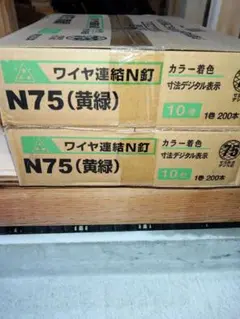 ワイヤ連結N釘
N75(黄緑)
カラー着色
寸法デジタル表示
10巻
1巻 200本
ワイヤ連結N釘
N75(黄緑)
カラー着色
寸法デジタル表示
10巻
1巻 200本
75